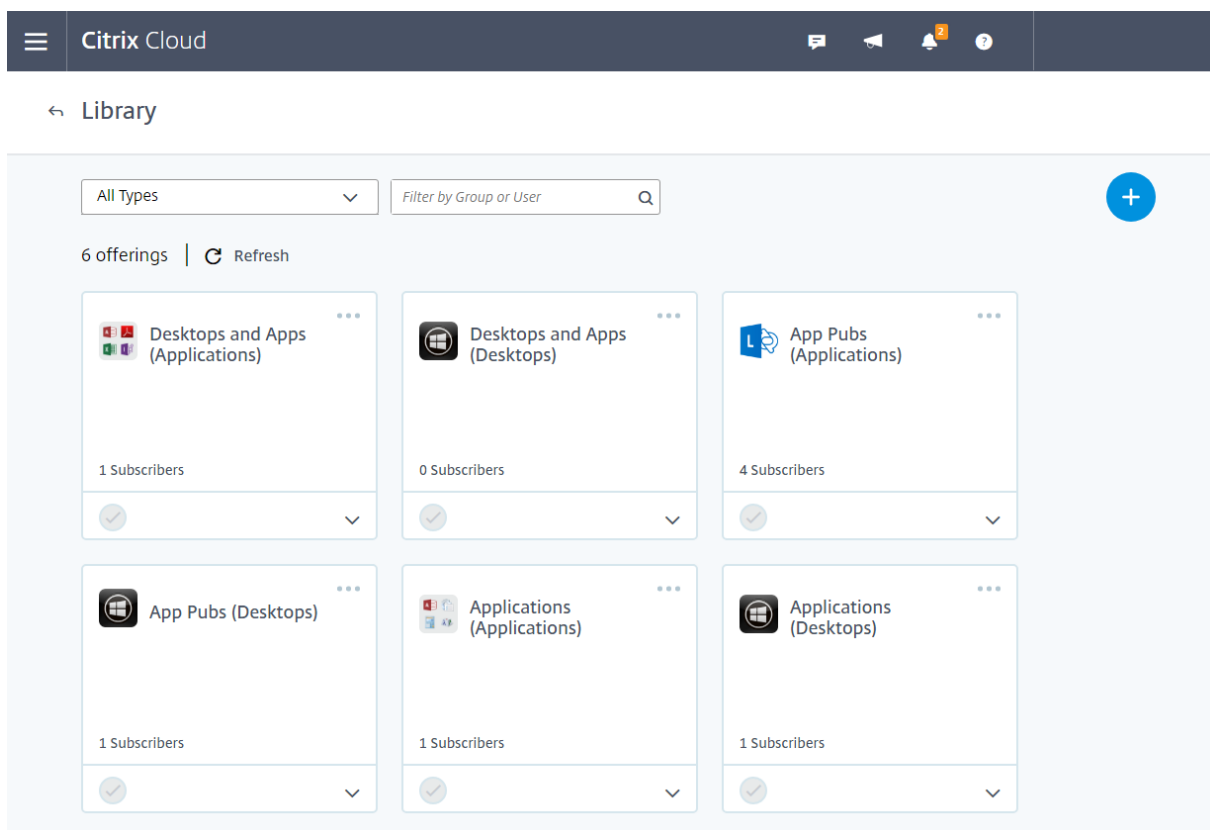 Citrix Cloud
2
?
Library
All Types
Filter by Group or User
6 offerings
Refresh
Desktops and Apps
(Applications)
1 Subscribers
Desktops and Apps
(Desktops)
0 Subscribers
L
App Pubs
(Applications)
4 Subscribers
App Pubs (Desktops)
1 Subscribers
Applications
(Applications)
1 Subscribers
Applications
(Desktops)
1 Subscribers